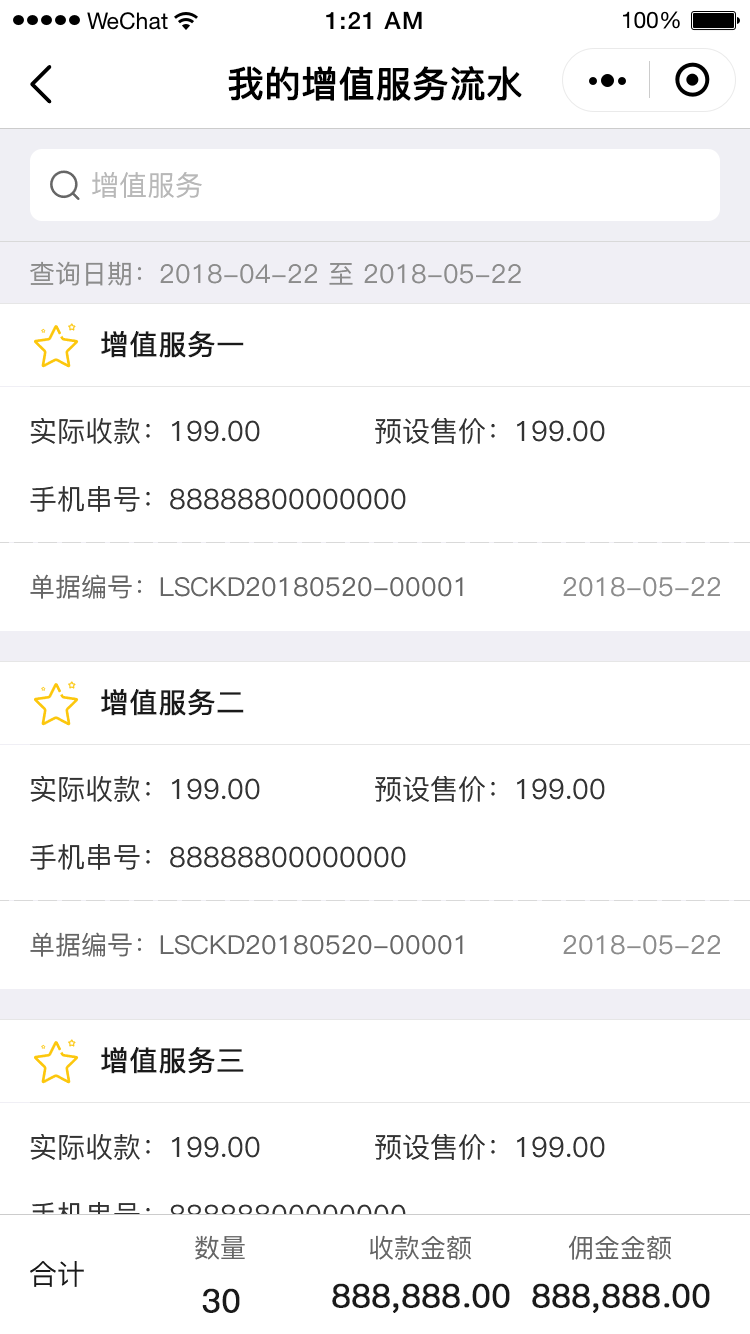 WeChat 1:21 AM 100%
我的增值服务流水
增值服务
查询日期：2018-04-22 至 2018-05-22
增值服务一
实际收款：199.00 预设售价：199.00
手机串号：88888800000000
单据编号：LSCKD20180520-00001 2018-05-22
增值服务二
实际收款：199.00 预设售价：199.00
手机串号：88888800000000
单据编号：LSCKD20180520-00001 2018-05-22
增值服务三
实际收款：199.00 预设售价：199.00
手机串号：88888800000000
数量 收款金额 佣金金额
合计 30 888,888.00 888,888.00